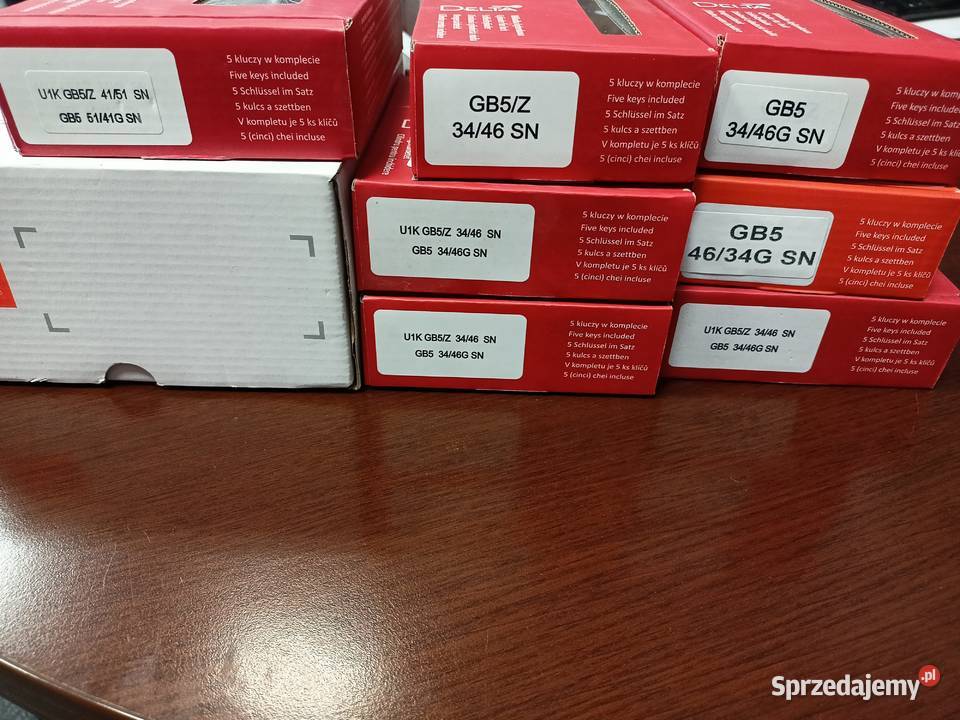 5 kluczy w komplecie
Five keys included
5 Schlüssel im Satz
5 kulcs a szettben
V kompletu je 5 ks klíčů
5 (cinci) chei incluse
U1K GB5/Z 41/51 SN
GB5 51/41G SN
DELTA
GB5/Z
34/46 SN
5 kluczy w komplecie
Five keys included
5 Schlüssel im Satz
5 kulcs a szettben
V kompletu je 5 ks klíčů
5 (cinci) chei incluse
DELTA
GB5
34/46G SN
5 kluczy w
Five keys included
5 Schlüssel im Satz
5 kulcs a szettben
V kompletu je 5 ks
5 (cinci) chei incluse
U1K GB5/Z 34/46 SN
GB5 34/46G SN
5 kluczy w komplecie
Five keys included
5 Schlüssel im Satz
5 kulcs a szettben
V kompletu je 5 ks klíčů
5 (cinci) chei incluse
GB5
46/34G SN
5 kluczy w komplecie
Five keys included
5 Schlüssel im Satz
5 kulcs a szettben
V kompletu je 5 ks klíčů
5 (cinci) chei incluse
U1K GB5/Z 34/46 SN
GB5 34/46G SN
5 kluczy w komplecie
Five keys included
5 Schlüssel im Satz
5 kulcs a szettben
V kompletu je 5 ks klíčů
5 (cinci) chei incluse
U1K GB5/Z 34/46 SN
GB5 34/46G SN
5 kluczy w komplecie
Five keys included
5 Schlüssel im Satz
5 kulcs a szettben
V kompletu je 5 ks klíčů
5 (cinci) chei incluse
Sprzedajemy.pl